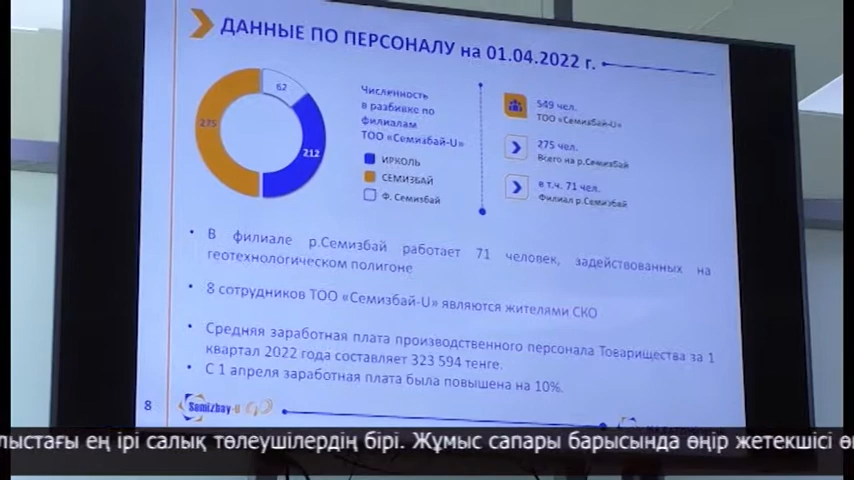 ДАННЫЕ ПО ПЕРСОНАЛУ на 01.04.2022 г.
62
275
212
Численность
в разбивке по
филиалам
ТОО «Семизбай-U»
ИРКОЛЬ
СЕМИЗБАЙ
Ф. Семизбай
549 чел.
ТОО «Семизбай-U»
275 чел.
Всего на р.Семизбай
в т.ч. 71 чел.
Филиал р.Семизбай
• В филиале р.Семизбай работает 71 человек, задействованных на
геотехнологическом полигоне
• 8 сотрудников ТОО «Семизбай-U» являются жителями СКО
• Средняя заработная плата производственного персонала Товарищества за 1
квартал 2022 года составляет 323 594 тенге.
• С 1 апреля заработная плата была повышена на 10%.
8
Semizbay-U
лыстағы ең ірі салық төлеушілердің бірі. Жұмыс сапары барысында өңір жетекшісі